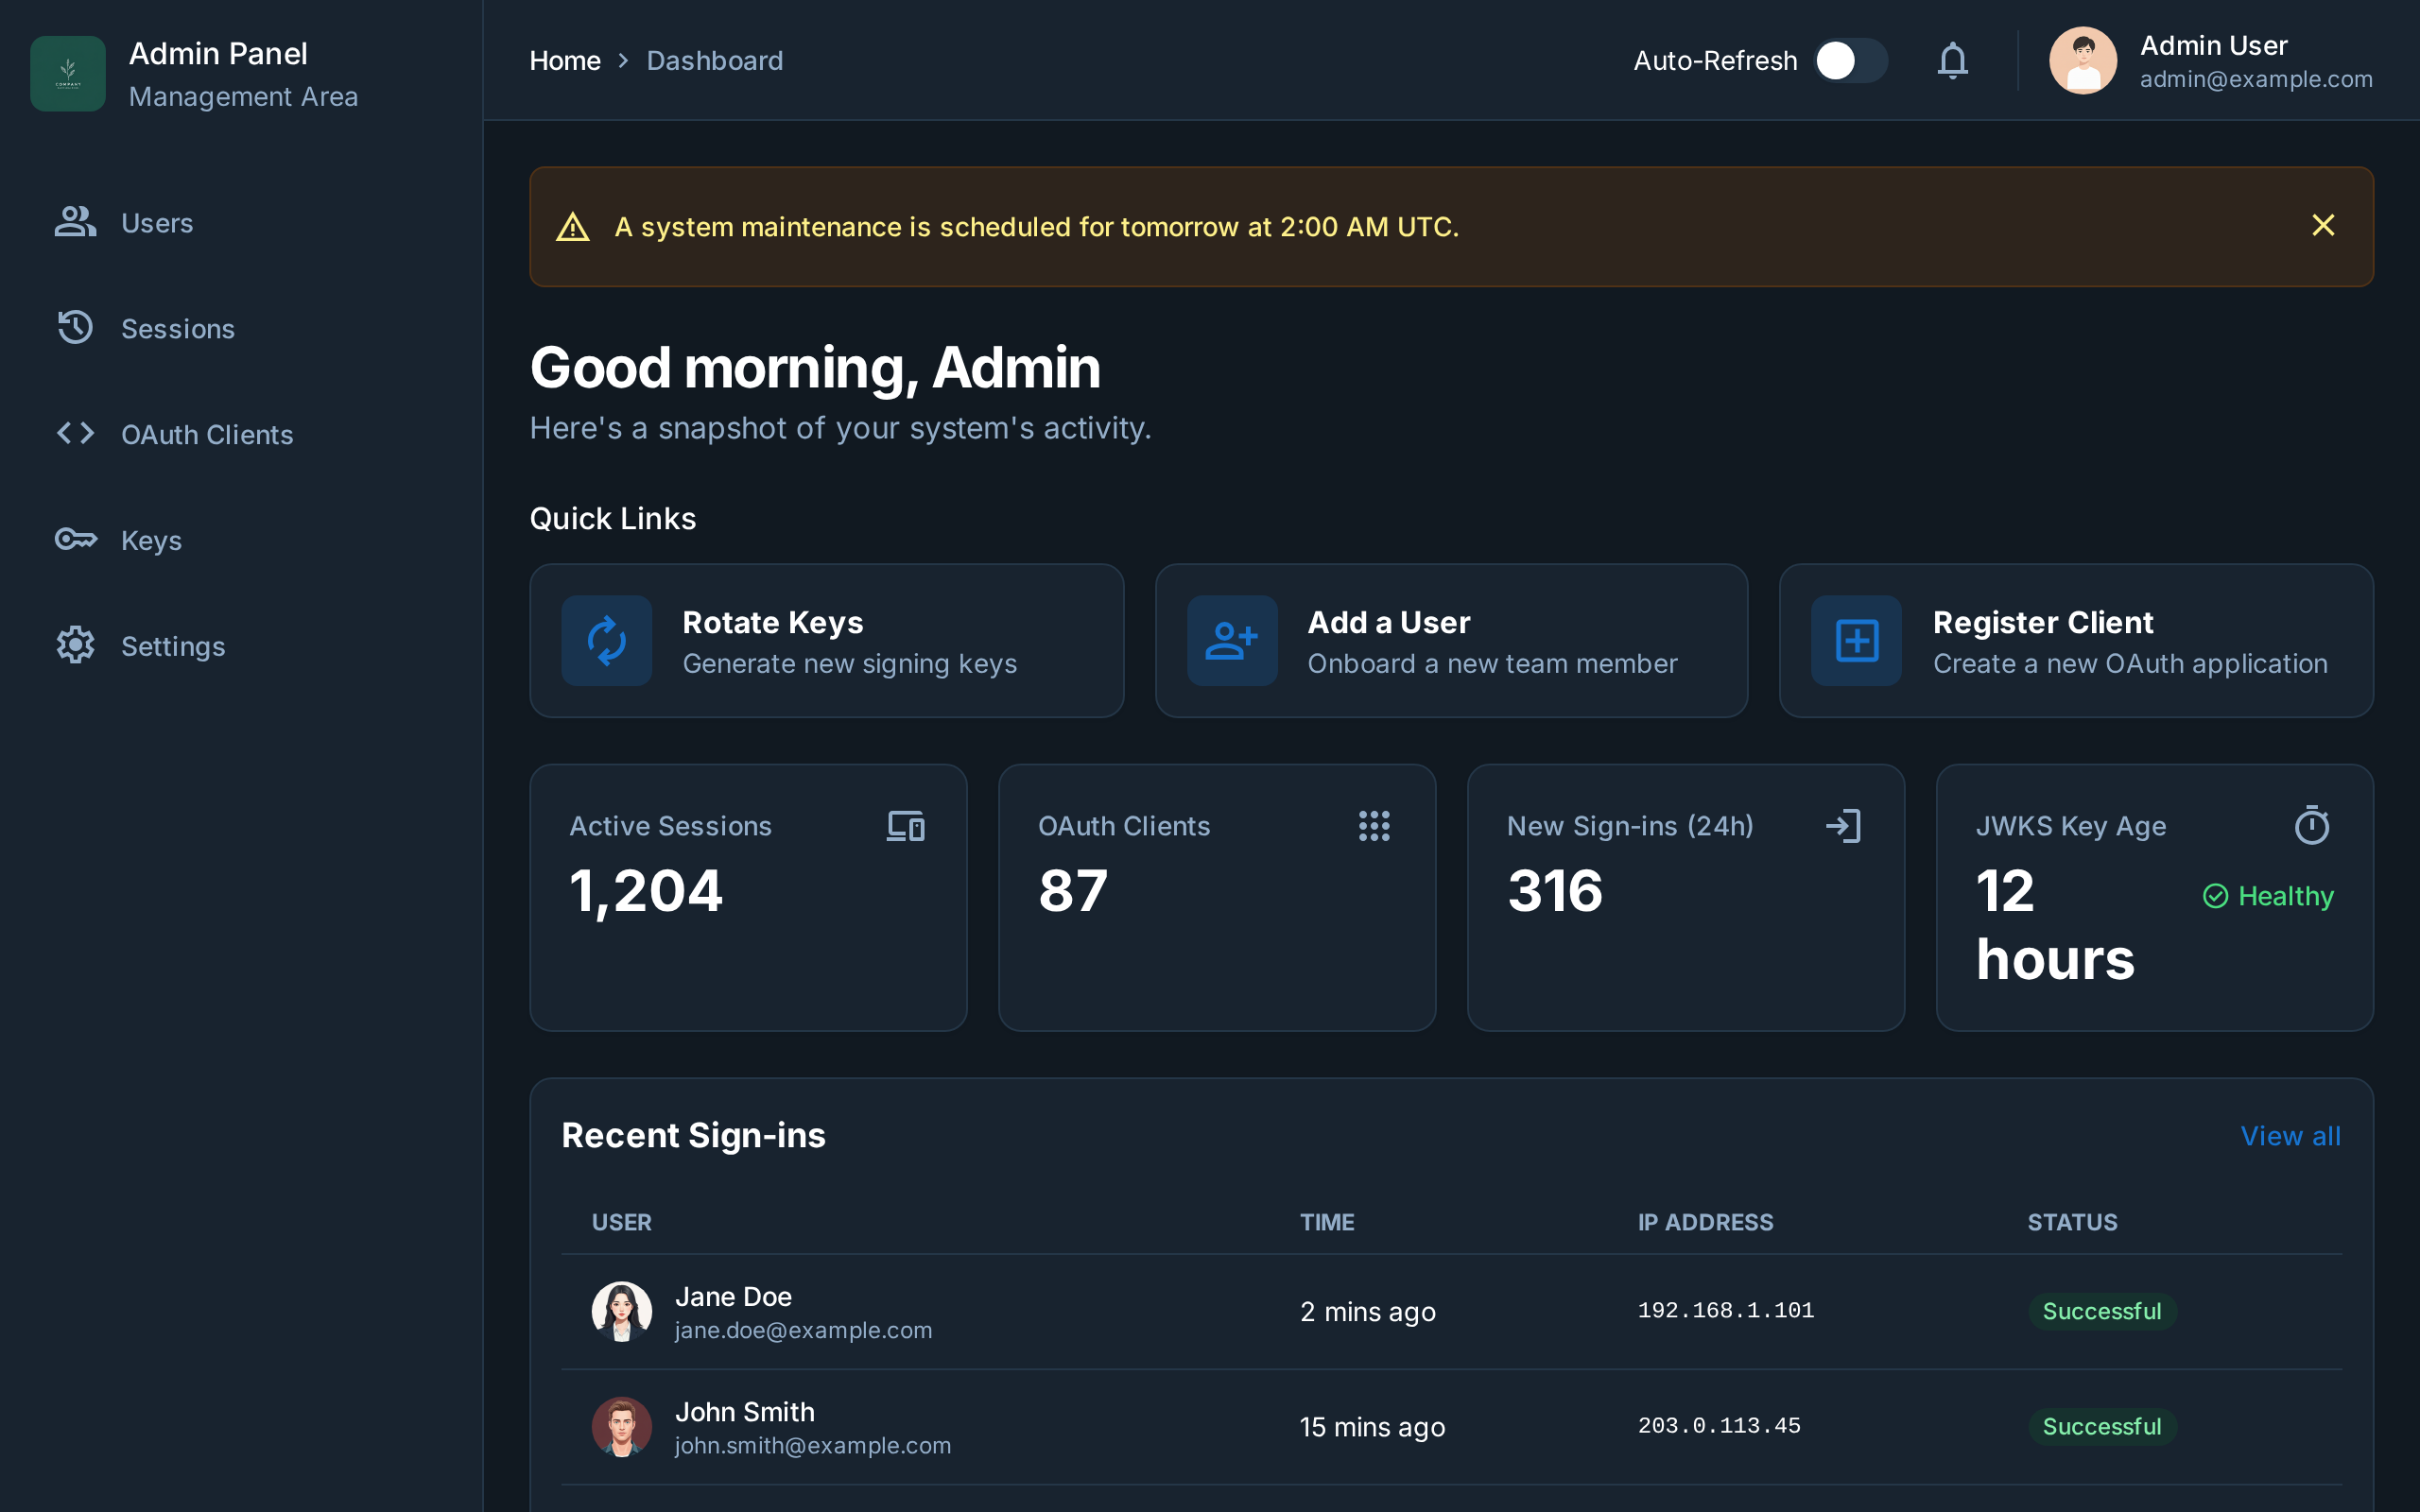 COMPANY
Admin Panel
Management Area
Users
Sessions
OAuth Clients
Keys
Settings
Home
Dashboard
Auto-Refresh
Admin User
admin@example.com
A system maintenance is scheduled for tomorrow at 2:00 AM UTC.
Good morning, Admin
Here's a snapshot of your system's activity.
Quick Links
Rotate Keys
Generate new signing keys
Add a User
Onboard a new team member
Register Client
Create a new OAuth application
Active Sessions
1,204
OAuth Clients
87
New Sign-ins (24h)
316
JWKS Key Age
12
hours
Healthy
Recent Sign-ins
View all
USER TIME IP ADDRESS STATUS
Jane Doe
jane.doe@example.com
2 mins ago
192.168.1.101
Successful
John Smith
john.smith@example.com
15 mins ago
203.0.113.45
Successful